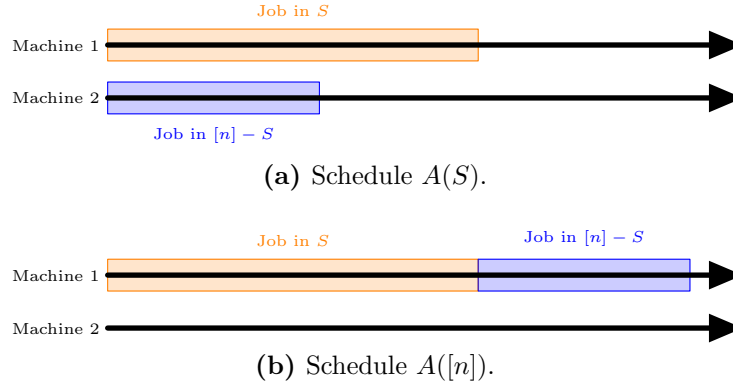 Job in S
Machine 1
Machine 2
Job in [n] − S
(a) Schedule A(S).
Job in S
Job in [n] − S
Machine 1
Machine 2
(b) Schedule A([n]).